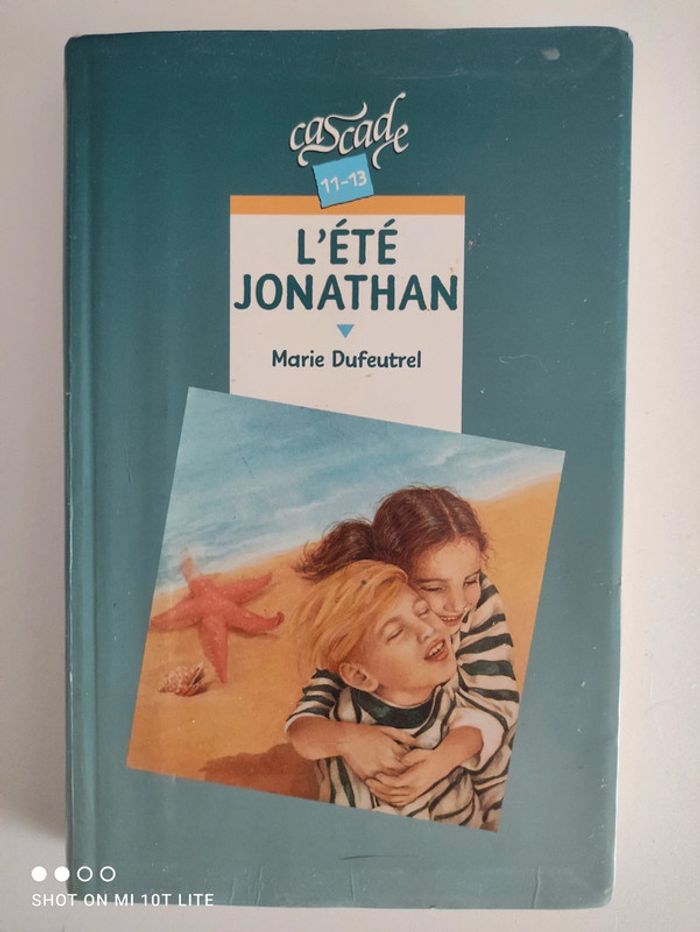 cascade
11-13
L'ÉTÉ
JONATHAN
Marie Dufeutrel
SHOT ON MI 10T LITE